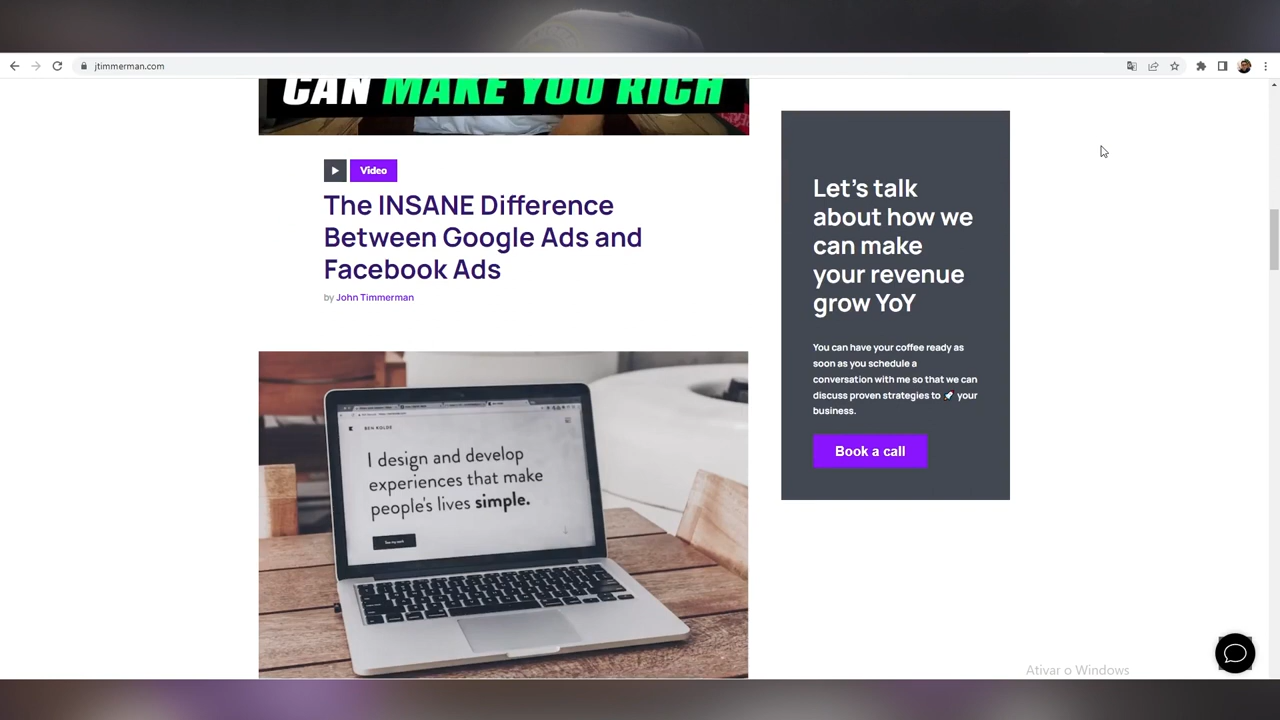 jtimmerman.com
CAN MAKE YOU RICH
Video
The INSANE Difference
Between Google Ads and
Facebook Ads
by John Timmerman
Let's talk
about how we
can make
your revenue
grow YoY
You can have your coffee ready as
soon as you schedule a
conversation with me so that we can
discuss proven strategies to 🚀 your
business.
Book a call
BEN KOLDE
I design and develop
experiences that make
people's lives simple.
Ativar o Windows